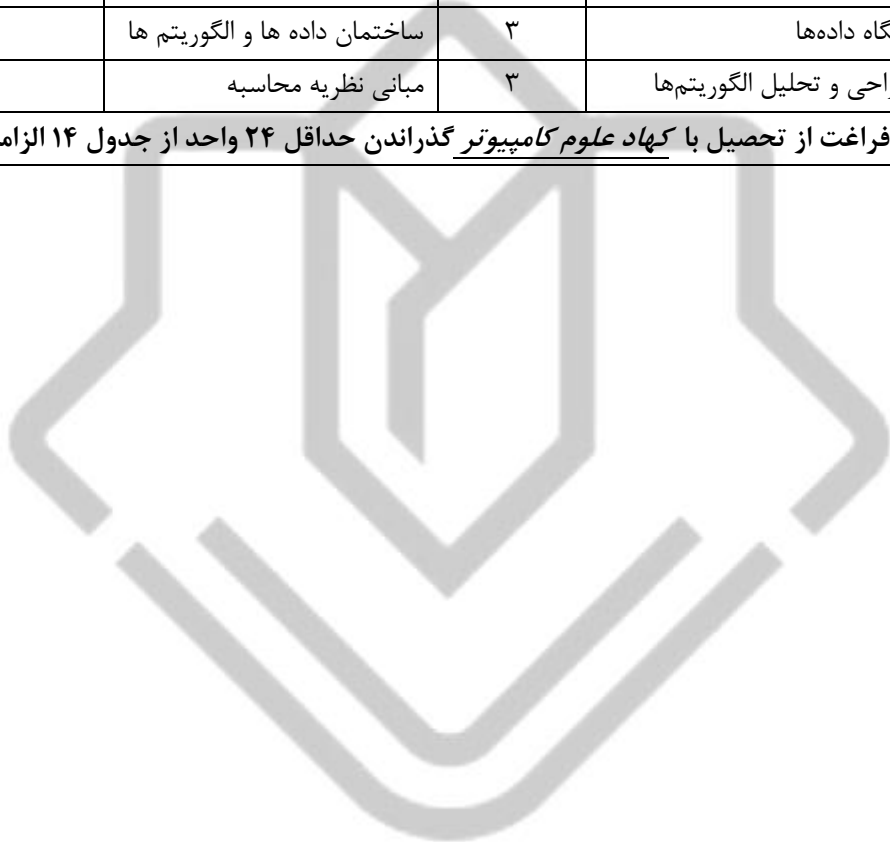 گاه داده‌ها ۳ ساختمان داده ها و الگوریتم ها
احی و تحلیل الگوریتم‌ها ۳ مبانی نظریه محاسبه
فراغت از تحصیل با کهاد علوم کامپیوتر گذراندن حداقل ۲۴ واحد از جدول ۱۴ الزام